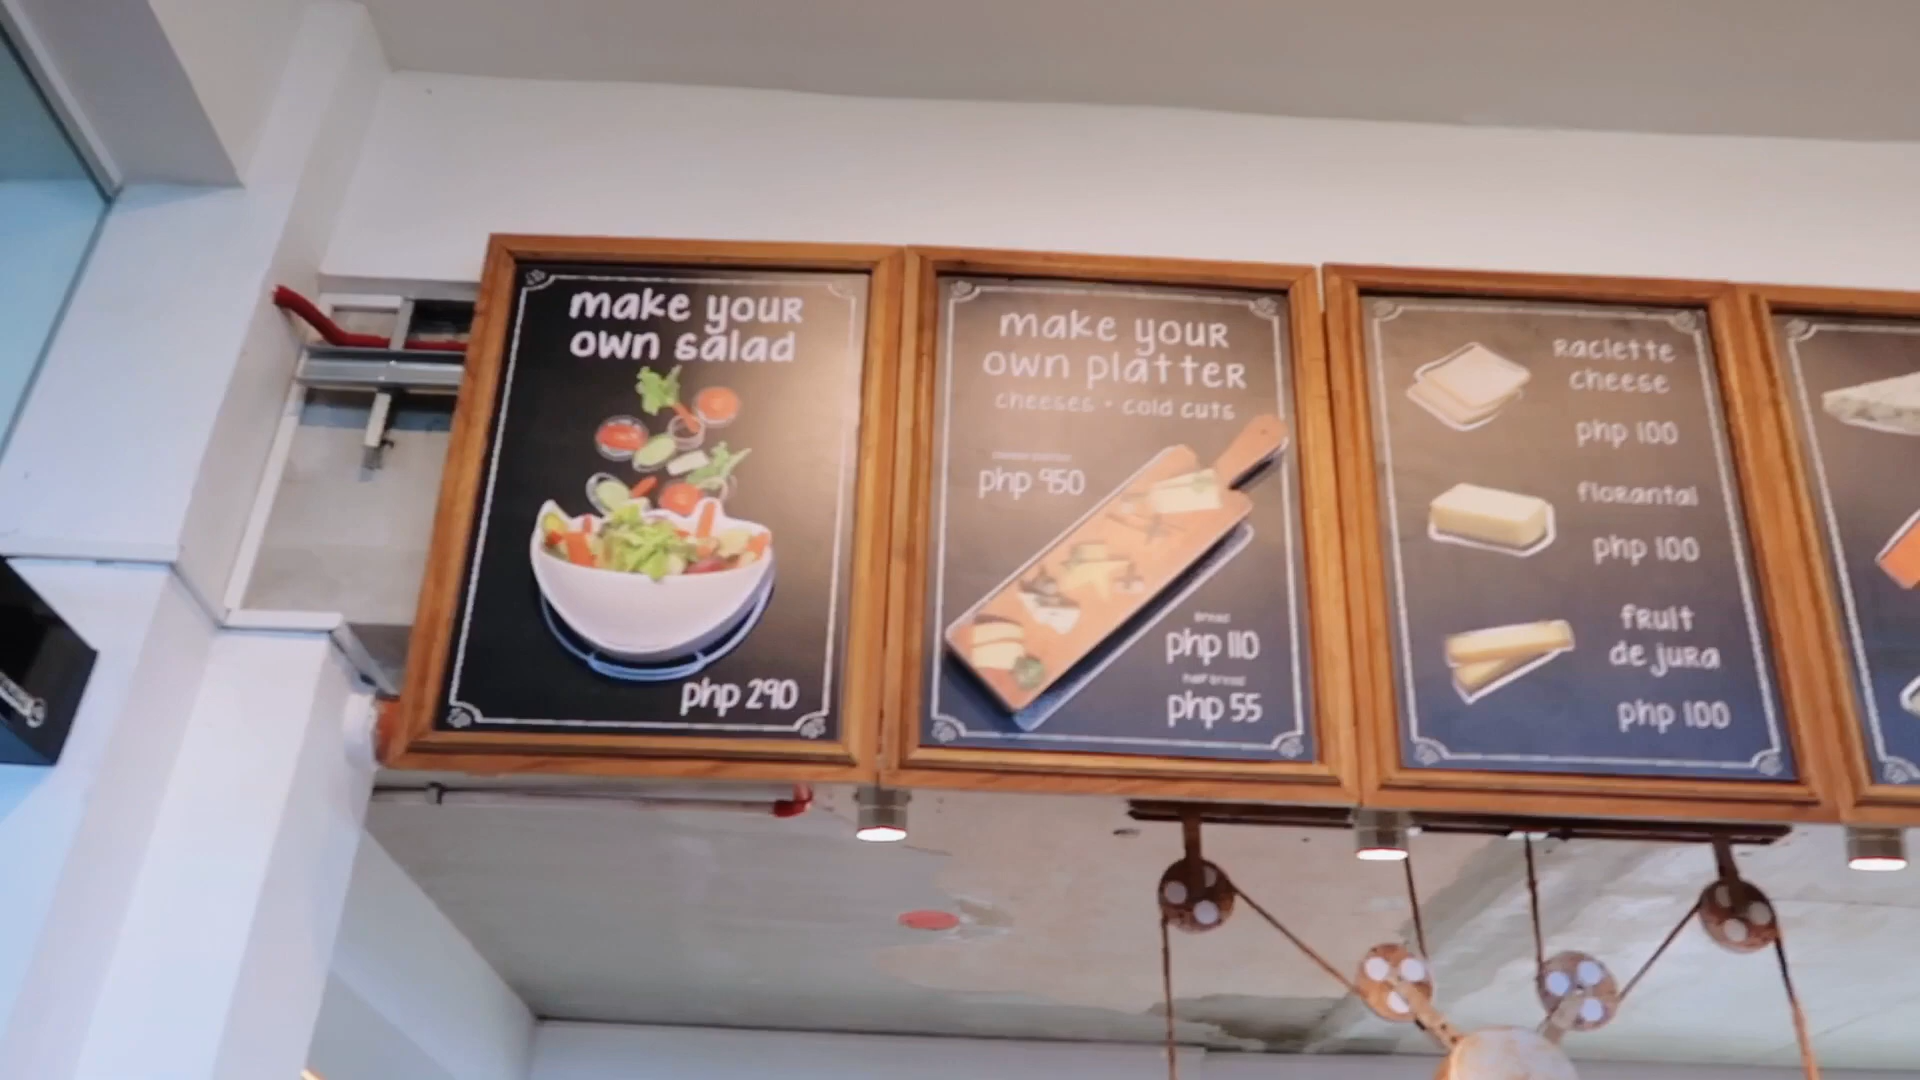 make your
own salad
php 290
make your
own platter
cheeses • cold cuts
php 950
bread
php 110
half bread
php 55
Raclette
cheese
php 100
florantal
php 100
fruit
de jura
php 100